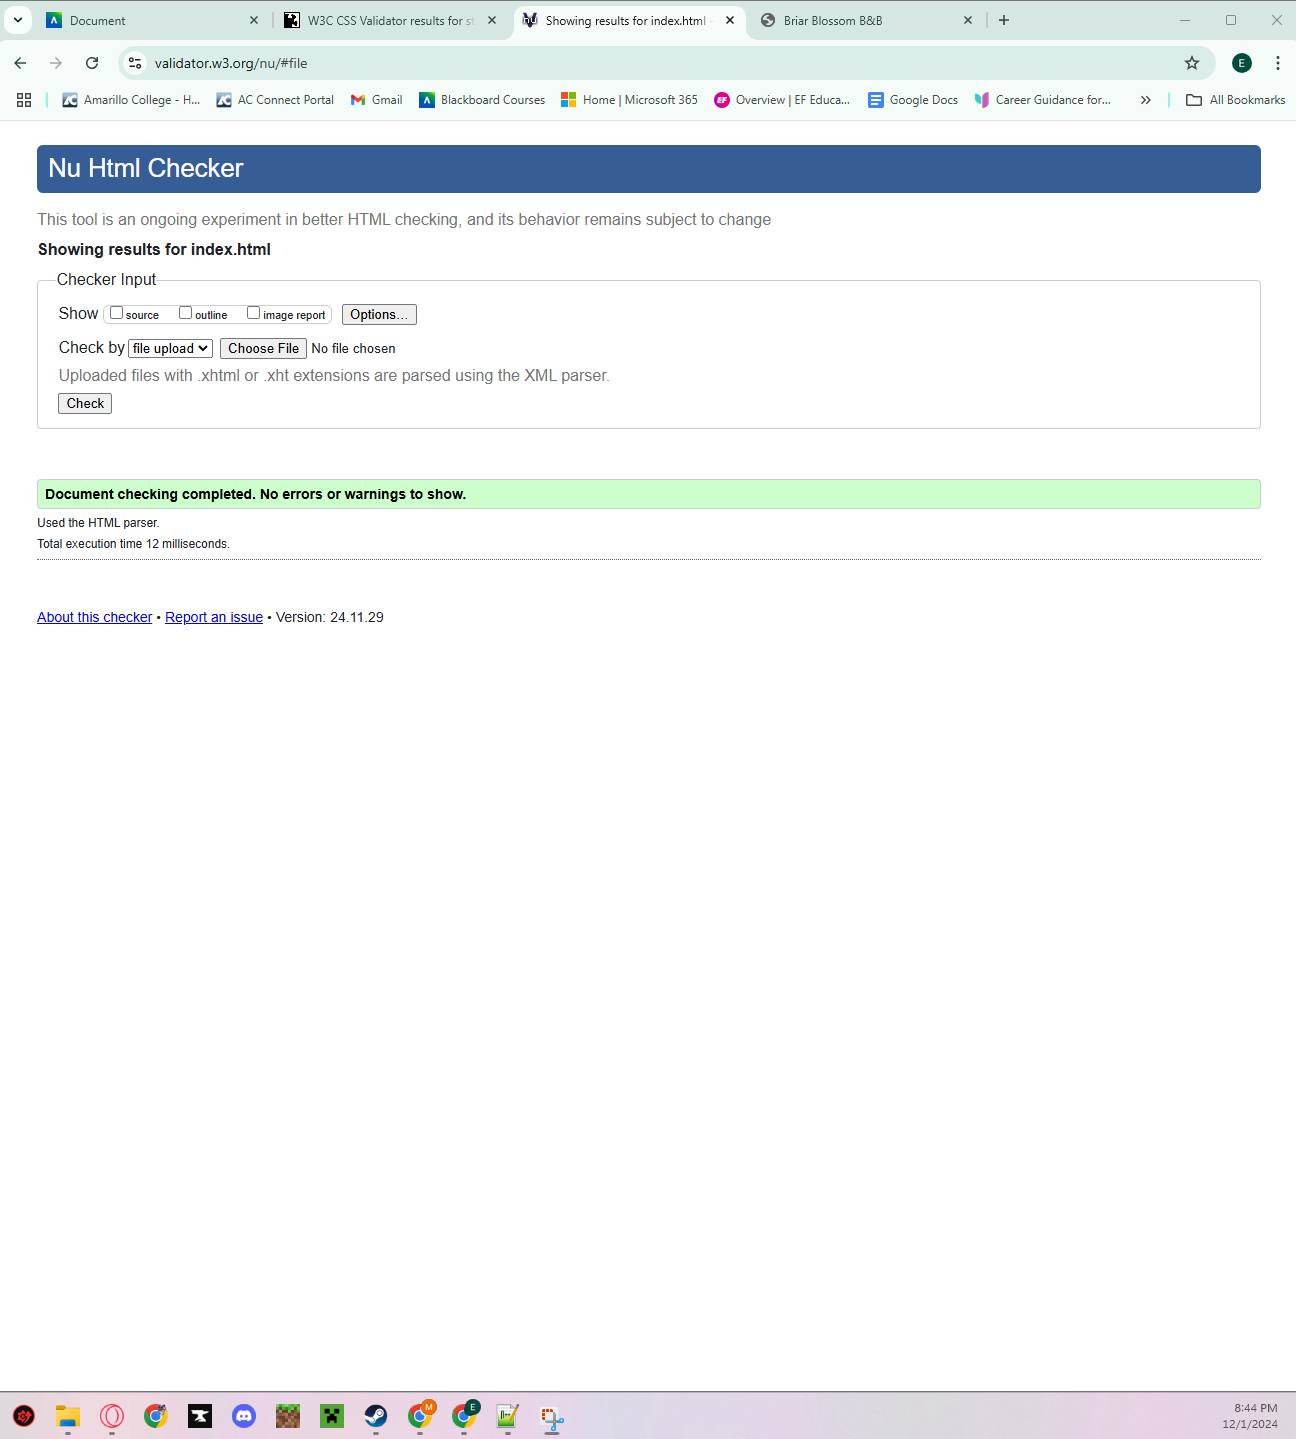 Document
W3C CSS Validator results for st
Showing results for index.html -
Briar Blossom B&B
validator.w3.org/nu/#file
E
Amarillo College - H...
AC Connect Portal
Gmail
Blackboard Courses
Home | Microsoft 365
EF
Overview | EF Educa...
Google Docs
Career Guidance for...
All Bookmarks
Nu Html Checker
This tool is an ongoing experiment in better HTML checking, and its behavior remains subject to change
Showing results for index.html
Checker Input
Show source outline image report Options...
Check by file upload Choose File No file chosen
Uploaded files with .xhtml or .xht extensions are parsed using the XML parser.
Check
Document checking completed. No errors or warnings to show.
Used the HTML parser.
Total execution time 12 milliseconds.
About this checker • Report an issue • Version: 24.11.29
M
E
8:44 PM
12/1/2024